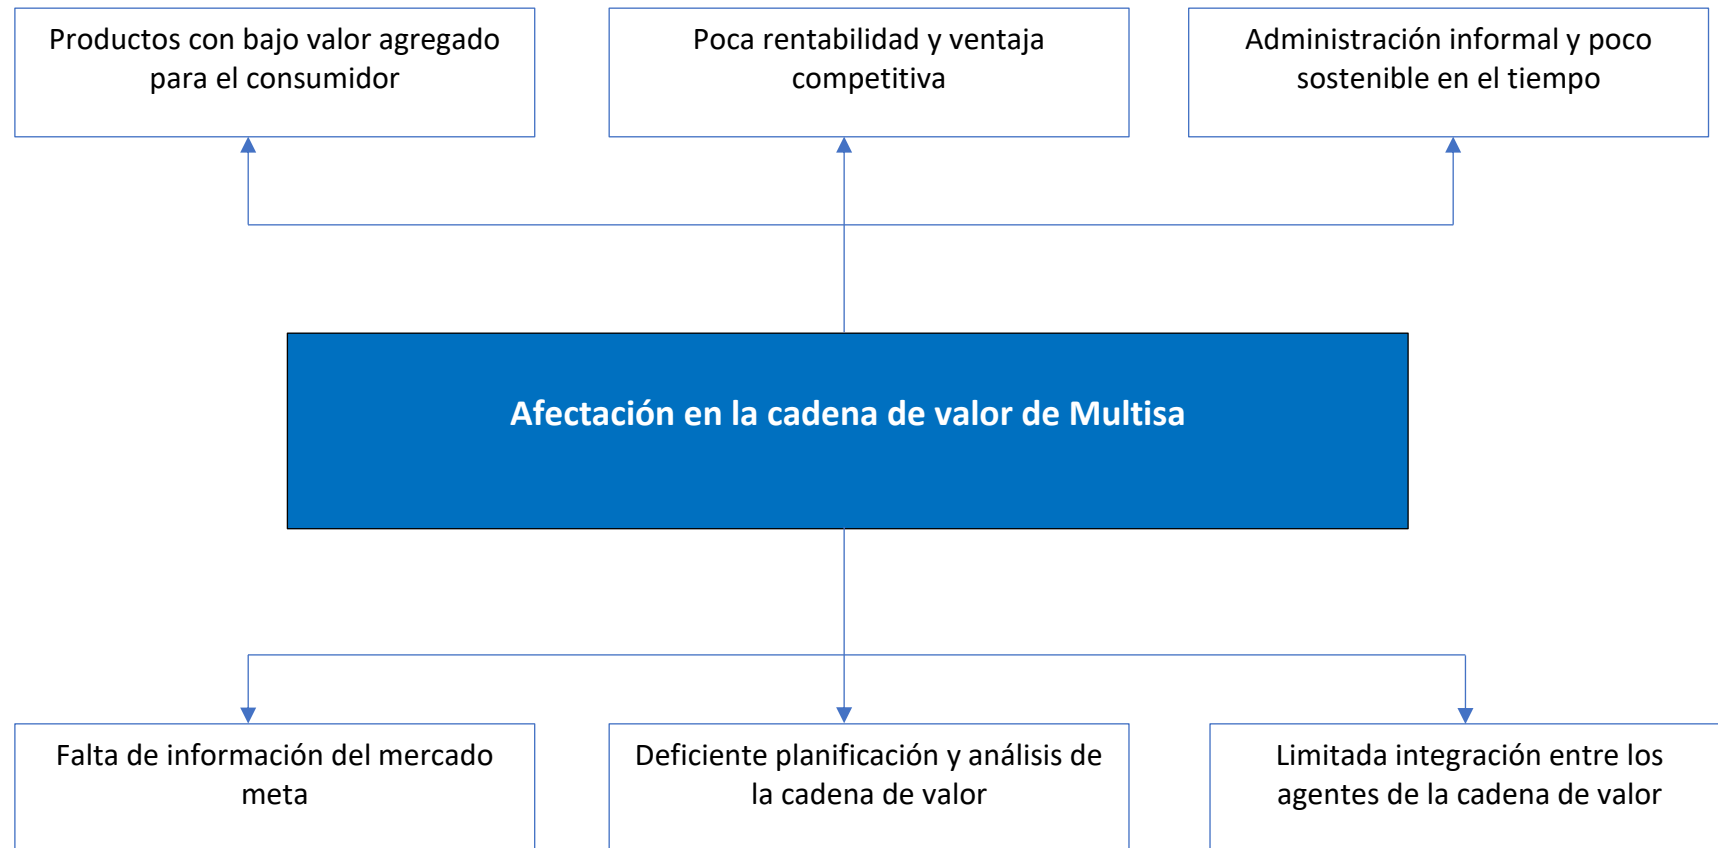 Productos con bajo valor agregado
para el consumidor
Poca rentabilidad y ventaja
competitiva
Administración informal y poco
sostenible en el tiempo
Afectación en la cadena de valor de Multisa
Falta de información del mercado
meta
Deficiente planificación y análisis de
la cadena de valor
Limitada integración entre los
agentes de la cadena de valor